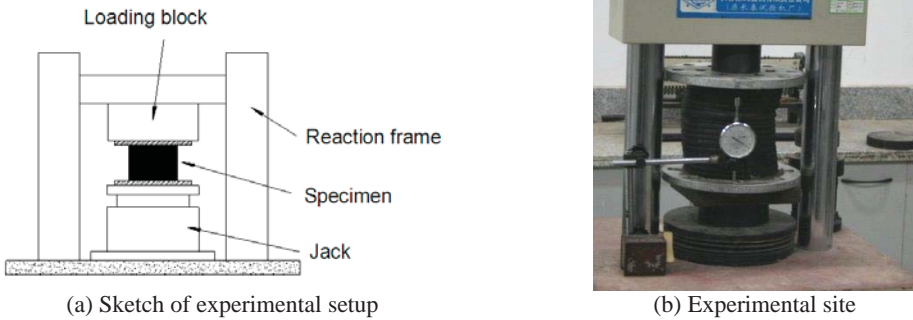 Loading block
Reaction frame
Specimen
Jack
(a) Sketch of experimental setup
(b) Experimental site